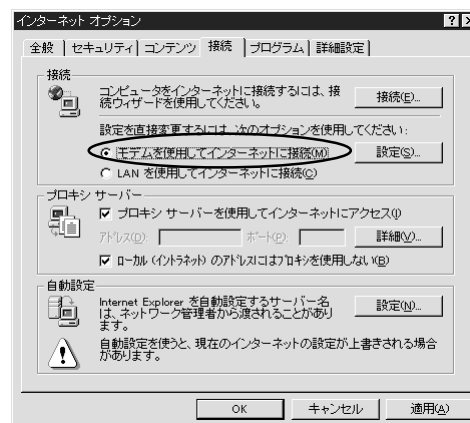 インターネット オプション
全般 セキュリティ コンテンツ 接続 プログラム 詳細設定
接続
コンピュータをインターネットに接続するには、接
続ウィザードを使用してください。
接続(E)...
設定を直接変更するには、次のオプションを使用してください:
モデムを使用してインターネットに接続(M)
設定(S)...
LAN を使用してインターネットに接続(C)
プロキシ サーバー
プロキシ サーバーを使用してインターネットにアクセス(I)
アドレス(D):
ポート(P):
詳細(V)...
ローカル (イントラネット) のアドレスにはプロキシを使用しない(B)
自動設定
Internet Explorer を自動設定するサーバー名
は、ネットワーク管理者から渡されることがあり
ます。
設定(N)...
自動設定を使うと、現在のインターネットの設定が上書きされる場合
があります。
OK
キャンセル
適用(A)